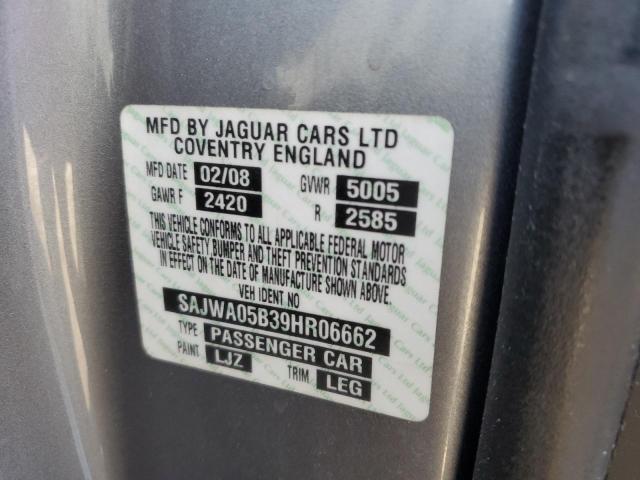 MFD BY JAGUAR CARS LTD
COVENTRY ENGLAND
MFD DATE 02/08 GVWR 5005
GAWR F 2420 R 2585
THIS VEHICLE CONFORMS TO ALL APPLICABLE FEDERAL MOTOR
VEHICLE SAFETY BUMPER AND THEFT PREVENTION STANDARDS
IN EFFECT ON THE DATE OF MANUFACTURE SHOWN ABOVE.
VEH IDENT NO
SAJWA05B39HR06662
TYPE: PASSENGER CAR
PAINT LJZ TRIM LEG